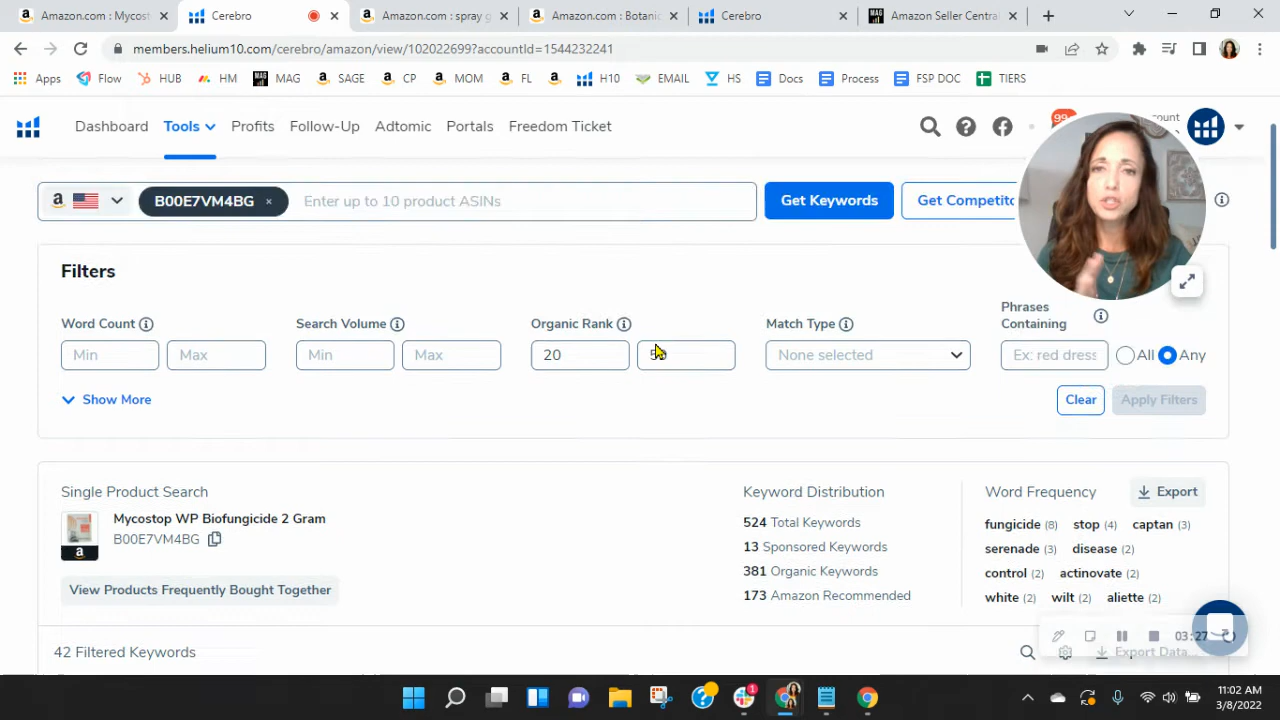 Amazon.com : Mycost
Cerebro
Amazon.com : spray g
Amazon.com : Botanic
Cerebro
Amazon Seller Central
members.helium10.com/cerebro/amazon/view/102022699?accountId=1544232241
Apps
Flow
HUB
HM
MAG
SAGE
CP
MOM
FL
H10
EMAIL
HS
Docs
Process
FSP DOC
TIERS
Dashboard
Tools
Profits
Follow-Up
Adtomic
Portals
Freedom Ticket
99+
count
B00E7VM4BG ×
Enter up to 10 product ASINs
Get Keywords
Get Competito
Filters
Word Count
Search Volume
Organic Rank
Match Type
Phrases
Containing
Min
Max
Min
Max
20
None selected
Ex: red dress
All
Any
Show More
Clear
Apply Filters
Single Product Search
Mycostop WP Biofungicide 2 Gram
B00E7VM4BG
View Products Frequently Bought Together
Keyword Distribution
524 Total Keywords
13 Sponsored Keywords
381 Organic Keywords
173 Amazon Recommended
Word Frequency
Export
fungicide (8) stop (4) captan (3)
serenade (3) disease (2)
control (2) actinovate (2)
white (2) wilt (2) aliette (2)
03:27
42 Filtered Keywords
Export Data...
11:02 AM
3/8/2022